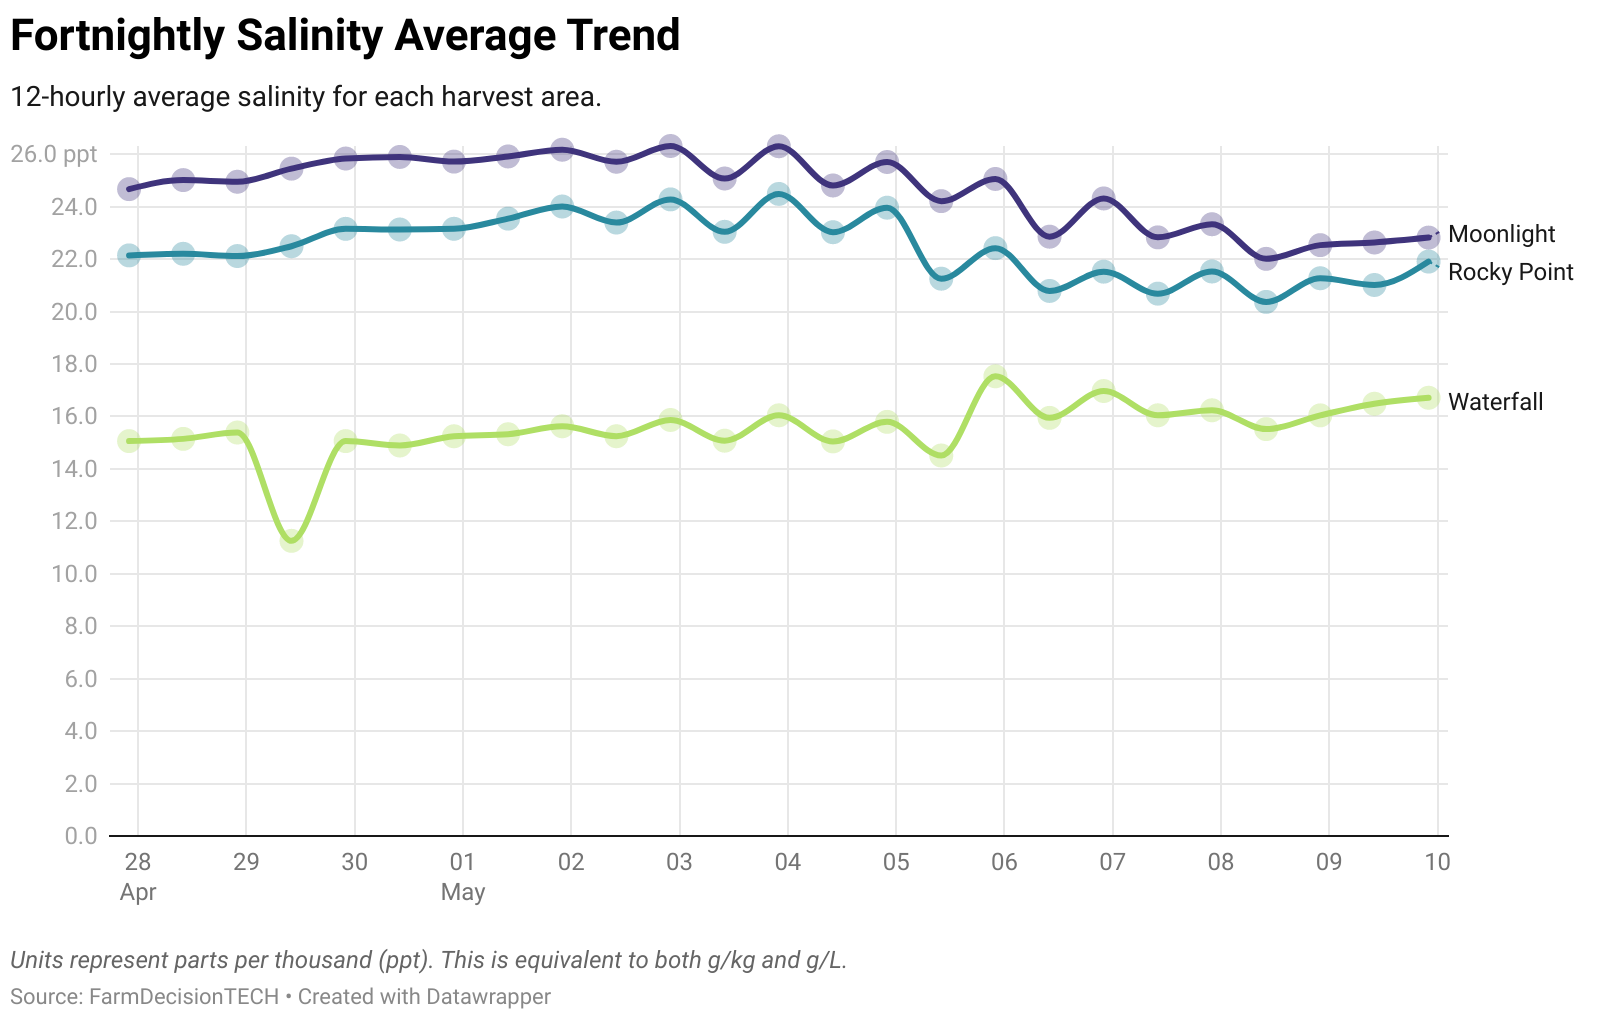 Fortnightly Salinity Average Trend
12-hourly average salinity for each harvest area.
26.0 ppt
24.0
22.0
20.0
18.0
16.0
14.0
12.0
10.0
8.0
6.0
4.0
2.0
0.0
Moonlight
Rocky Point
Waterfall
28 29 30 01 02 03 04 05 06 07 08 09 10
Apr May
Units represent parts per thousand (ppt). This is equivalent to both g/kg and g/L.
Source: FarmDecisionTECH • Created with Datawrapper